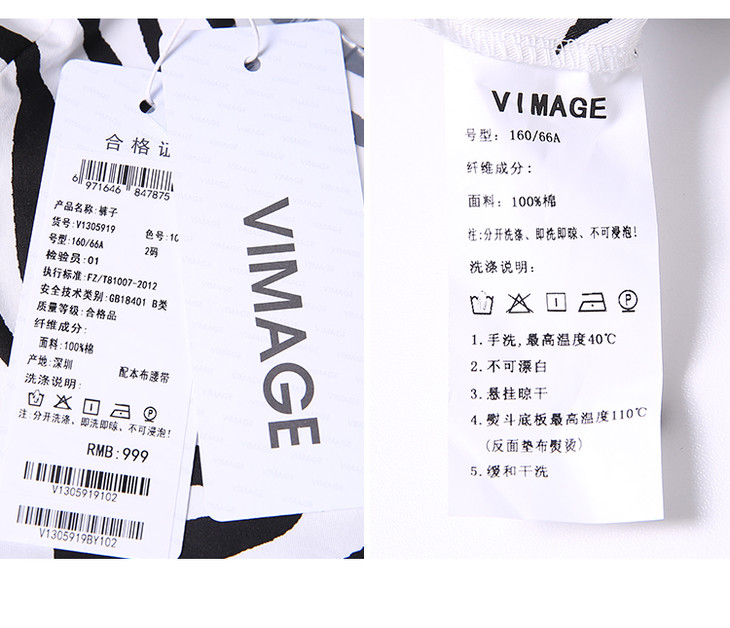 合格证
6 971646 847875
产品名称:裤子
货号:V1305919
色号:10
号型:160/66A
2码
检验员:01
执行标准:FZ/T81007-2012
安全技术类别:GB18401 B类
质量等级:合格品
纤维成分:
面料:100%棉
产地:深圳
配本布腰带
洗涤说明:
注:分开洗涤、即洗即晾、不可浸泡!
RMB:999
V1305919102
V1305919BY102
VIMAGE
VIMAGE
号型: 160/66A
纤维成分:
面料: 100%棉
注:分开洗涤、即洗即晾、不可浸泡!
洗涤说明:
P
1.手洗,最高温度40℃
2.不可漂白
3.悬挂晾干
4.熨斗底板最高温度110℃
(反面垫布熨烫)
5.缓和干洗